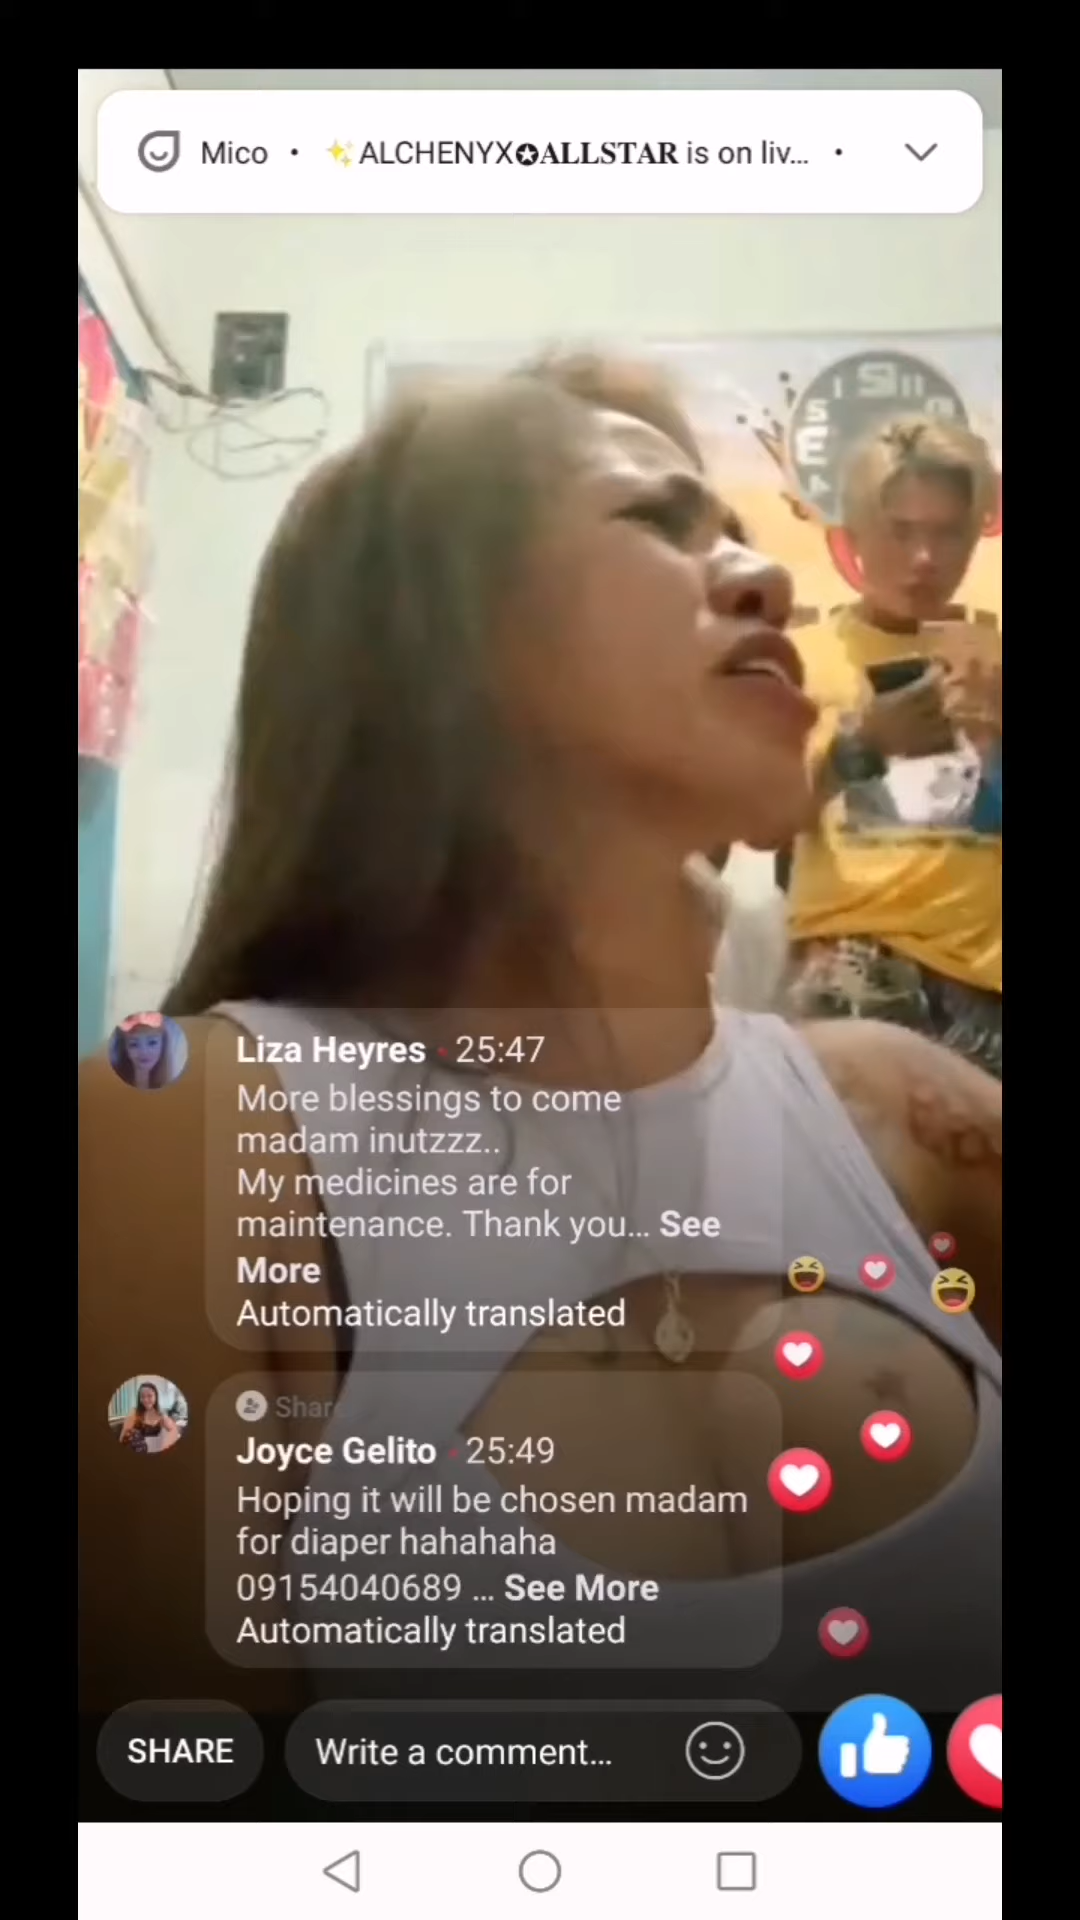 Mico • ✨ALCHENYX✪ALLSTAR is on liv... •
Liza Heyres • 25:47
More blessings to come
madam inutzzz..
My medicines are for
maintenance. Thank you... See
More
Automatically translated
Joyce Gelito • 25:49
Hoping it will be chosen madam
for diaper hahahaha
09154040689 ... See More
Automatically translated
SHARE
Write a comment...